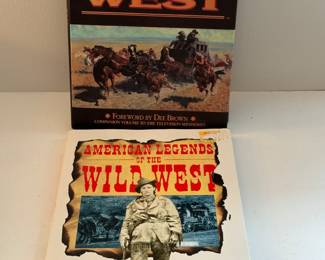 WEST
FOREWORD BY DEE BROWN
COMPANION VOLUME TO THE TELEVISION MINISERIES
AMERICAN LEGENDS
OF THE
WILD WEST